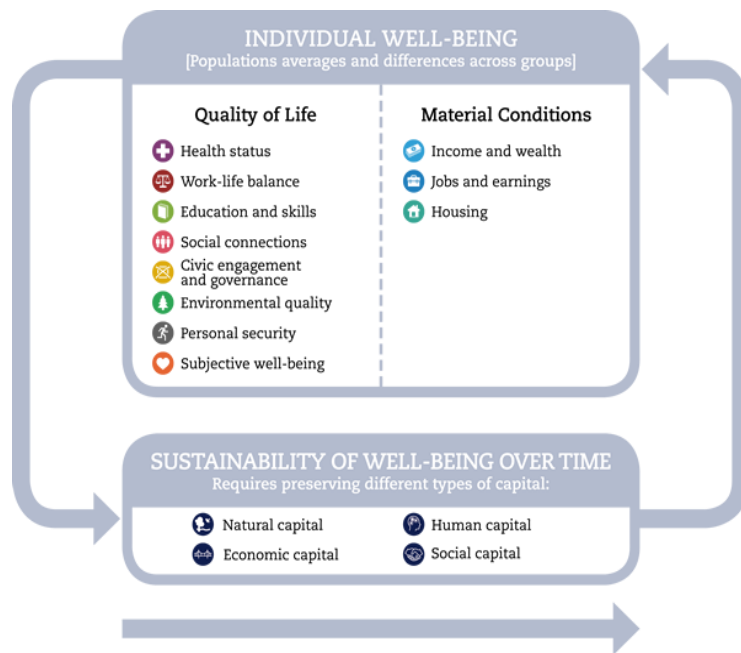 INDIVIDUAL WELL-BEING
[Populations averages and differences across groups]
Quality of Life
Health status
Work-life balance
Education and skills
Social connections
Civic engagement
and governance
Environmental quality
Personal security
Subjective well-being
Material Conditions
Income and wealth
Jobs and earnings
Housing
SUSTAINABILITY OF WELL-BEING OVER TIME
Requires preserving different types of capital:
Natural capital
Economic capital
Human capital
Social capital